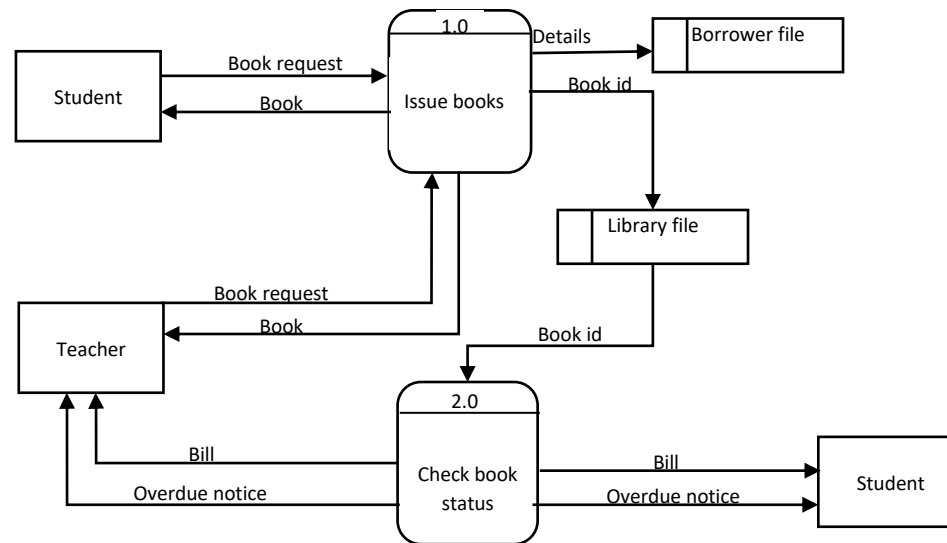 1.0
Details
Borrower file
Book request
Book id
Student
Book
Issue books
Library file
Book request
Book
Book id
Teacher
2.0
Bill
Bill
Check book
status
Student
Overdue notice
Overdue notice